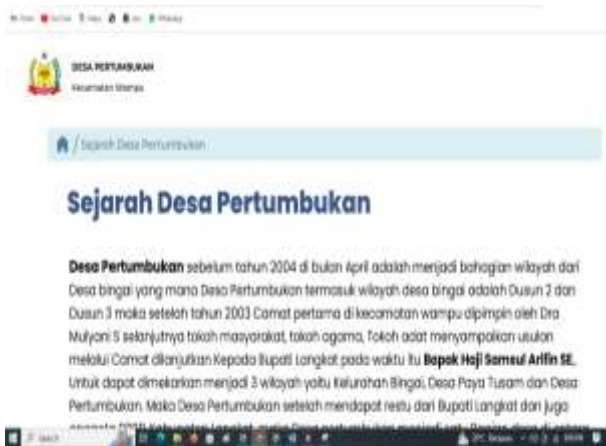 DESA PERTUMBUKAN
Kecamatan Wampu
/ Sejarah Desa Pertumbukan
Sejarah Desa Pertumbukan
Desa Pertumbukan sebelum tahun 2004 di bulan April adalah menjadi bahagian wilayah dari
Desa bingai yang mana Desa Pertumbukan termasuk wilayah desa bingai adalah Dusun 2 dan
Dusun 3 maka setelah tahun 2003 Camat pertama di kecamatan wampu dipimpin oleh Dra
Mulyani S selanjutnya tokoh masyarakat, tokoh agama, Tokoh adat menyampaikan usulan
melalui Camat dilanjutkan Kepada Bupati Langkat pada waktu itu Bapak Haji Samsul Arifin SE,
Untuk dapat dimekarkan menjadi 3 wilayah yaitu Kelurahan Bingai, Desa Paya Tusam dan Desa
Pertumbukan. Maka Desa Pertumbukan setelah mendapat restu dari Bupati Langkat dan juga